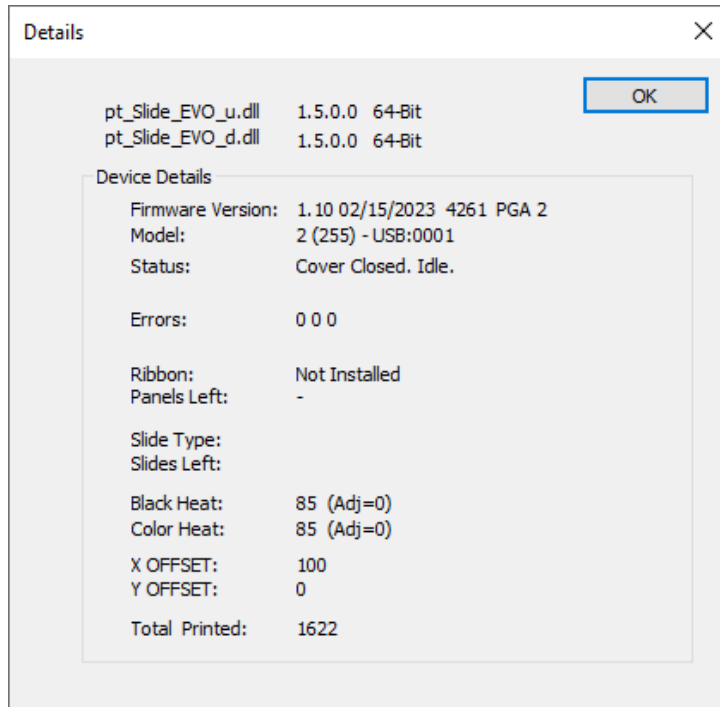 Details
OK
pt_Slide_EVO_u.dll 1.5.0.0 64-Bit
pt_Slide_EVO_d.dll 1.5.0.0 64-Bit
Device Details
Firmware Version: 1.10 02/15/2023 4261 PGA 2
Model: 2 (255) - USB:0001
Status: Cover Closed. Idle.
Errors: 0 0 0
Ribbon: Not Installed
Panels Left: -
Slide Type:
Slides Left:
Black Heat: 85 (Adj=0)
Color Heat: 85 (Adj=0)
X OFFSET: 100
Y OFFSET: 0
Total Printed: 1622